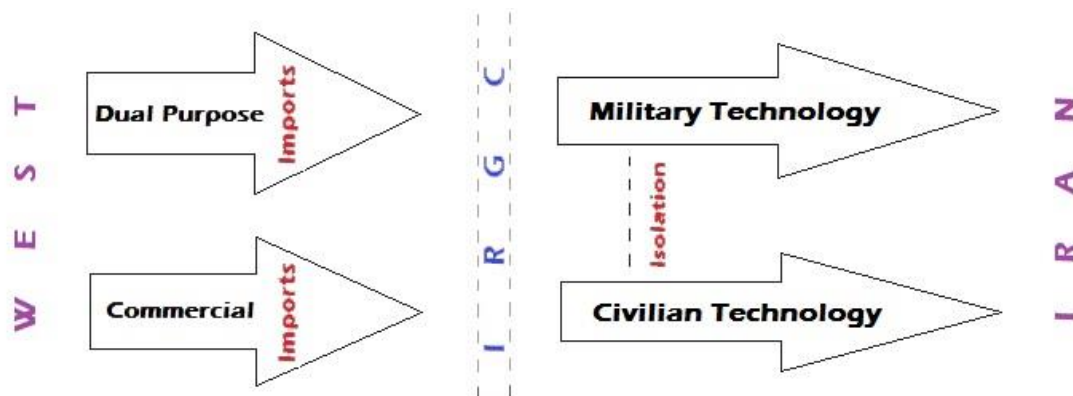 WEST
Dual Purpose
Imports
Commercial
Imports
IRGC
Military Technology
Isolation
Civilian Technology
IRAN